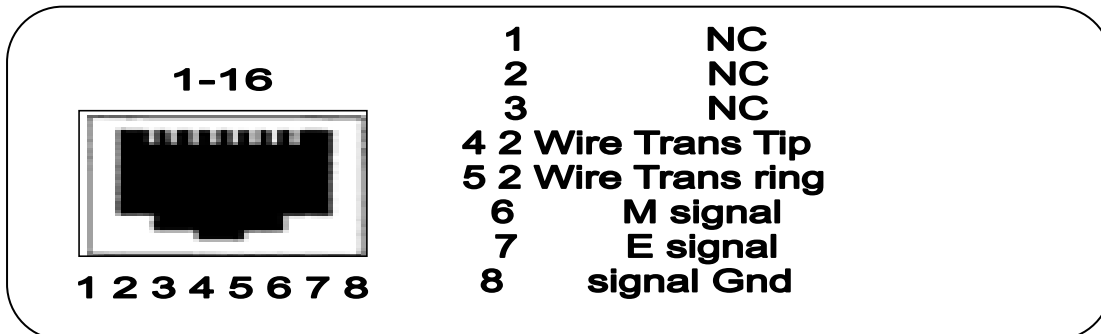 1-16
1 2 3 4 5 6 7 8
1 NC
2 NC
3 NC
4 2 Wire Trans Tip
5 2 Wire Trans ring
6 M signal
7 E signal
8 signal Gnd